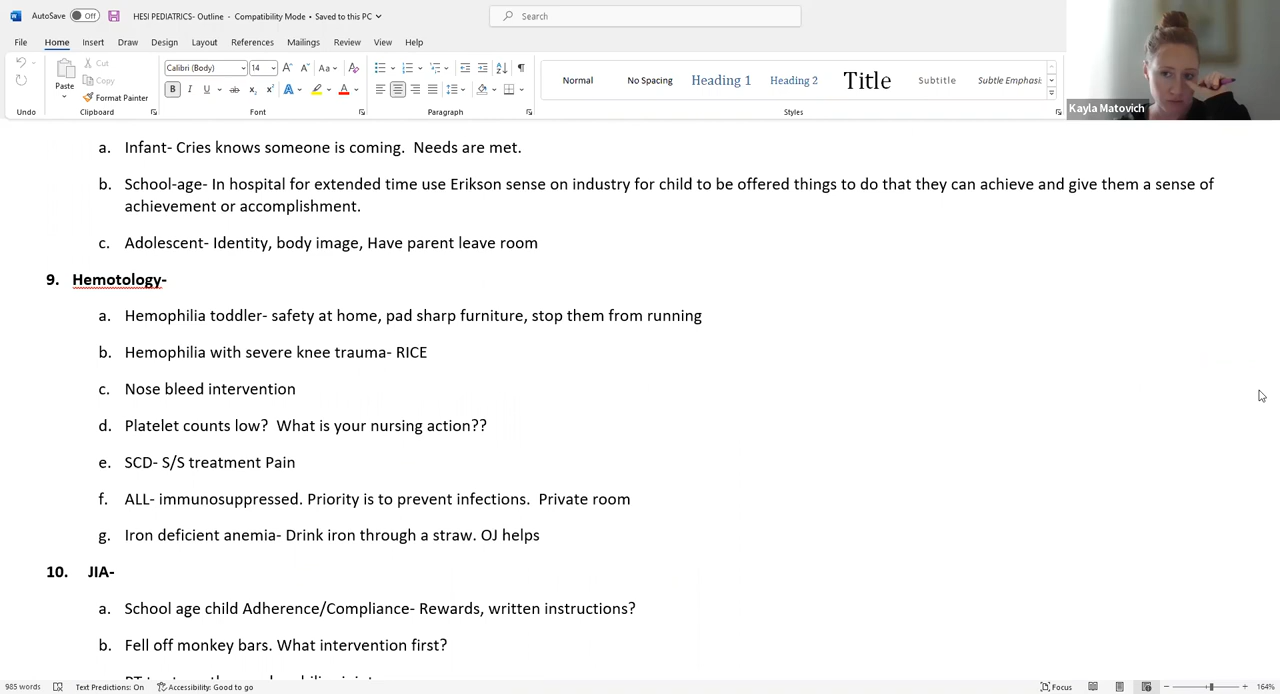 AutoSave Off HESI PEDIATRICS- Outline - Compatibility Mode • Saved to this PC Search
File Home Insert Draw Design Layout References Mailings Review View Help
Calibri (Body) 14 Aa Cut
Paste Copy Normal No Spacing Heading 1 Heading 2 Title Subtitle Subtle Emphasi
Format Painter B I U ab x₂ x² A A
Kayla Matovich
Undo Clipboard Font Paragraph Styles
a. Infant- Cries knows someone is coming. Needs are met.
b. School-age- In hospital for extended time use Erikson sense on industry for child to be offered things to do that they can achieve and give them a sense of
achievement or accomplishment.
c. Adolescent- Identity, body image, Have parent leave room
9. Hemotology-
a. Hemophilia toddler- safety at home, pad sharp furniture, stop them from running
b. Hemophilia with severe knee trauma- RICE
c. Nose bleed intervention
d. Platelet counts low? What is your nursing action??
e. SCD- S/S treatment Pain
f. ALL- immunosuppressed. Priority is to prevent infections. Private room
g. Iron deficient anemia- Drink iron through a straw. OJ helps
10. JIA-
a. School age child Adherence/Compliance- Rewards, written instructions?
b. Fell off monkey bars. What intervention first?
985 words Text Predictions: On Accessibility: Good to go Focus 164%